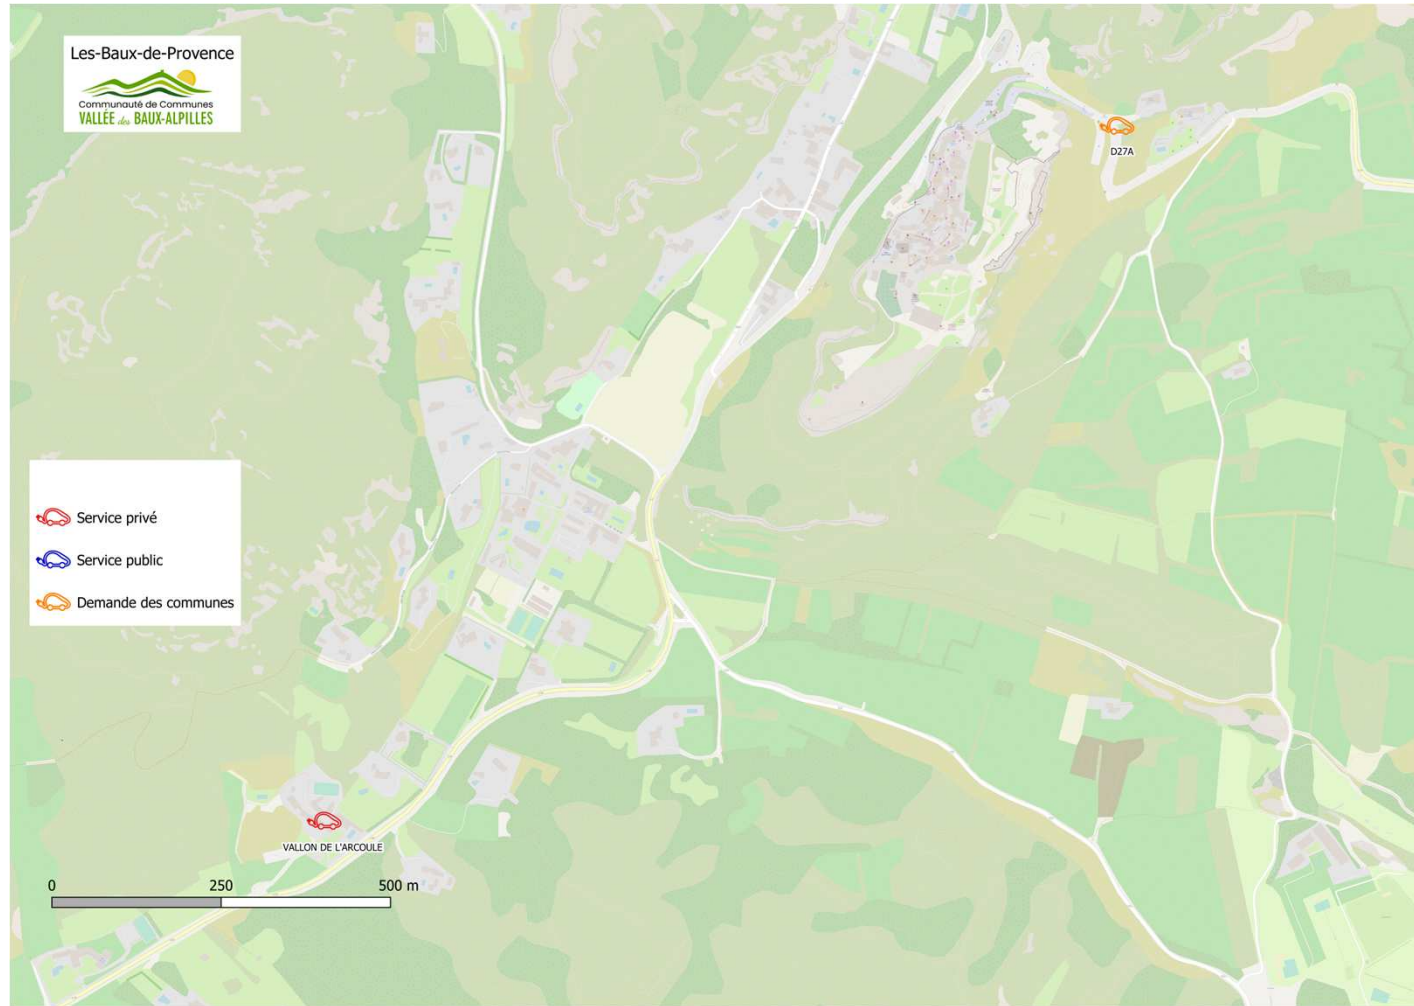 Les-Baux-de-Provence
Communauté de Communes
VALLÉE des BAUX-ALPILLES
D27A
Service privé
Service public
Demande des communes
VALLON DE L'ARCOULE
0 250 500 m